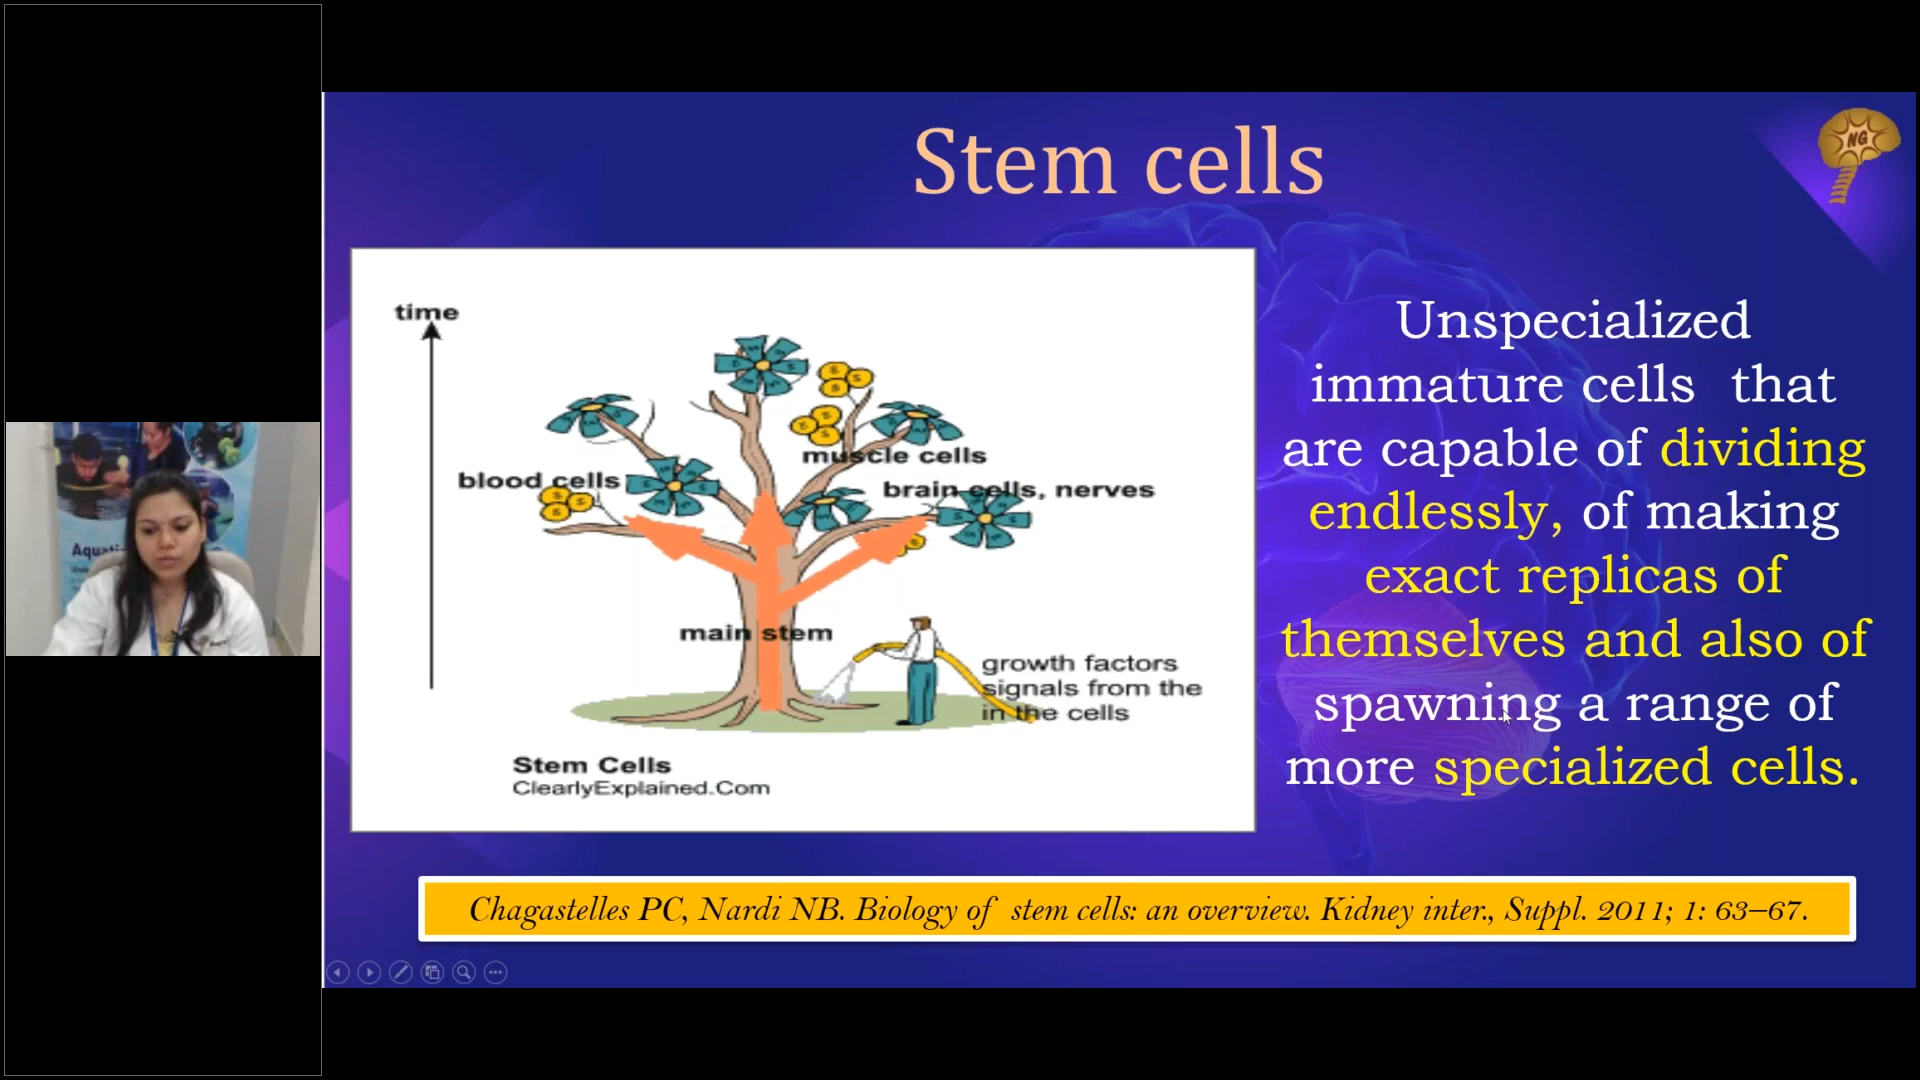 Stem cells
NG
time
muscle cells
blood cells
brain cells, nerves
main stem
growth factors
signals from the
in the cells
Stem Cells
ClearlyExplained.Com
Unspecialized
immature cells that
are capable of dividing
endlessly, of making
exact replicas of
themselves and also of
spawning a range of
more specialized cells.
Chagastelles PC, Nardi NB. Biology of stem cells: an overview. Kidney inter., Suppl. 2011; 1: 63–67.